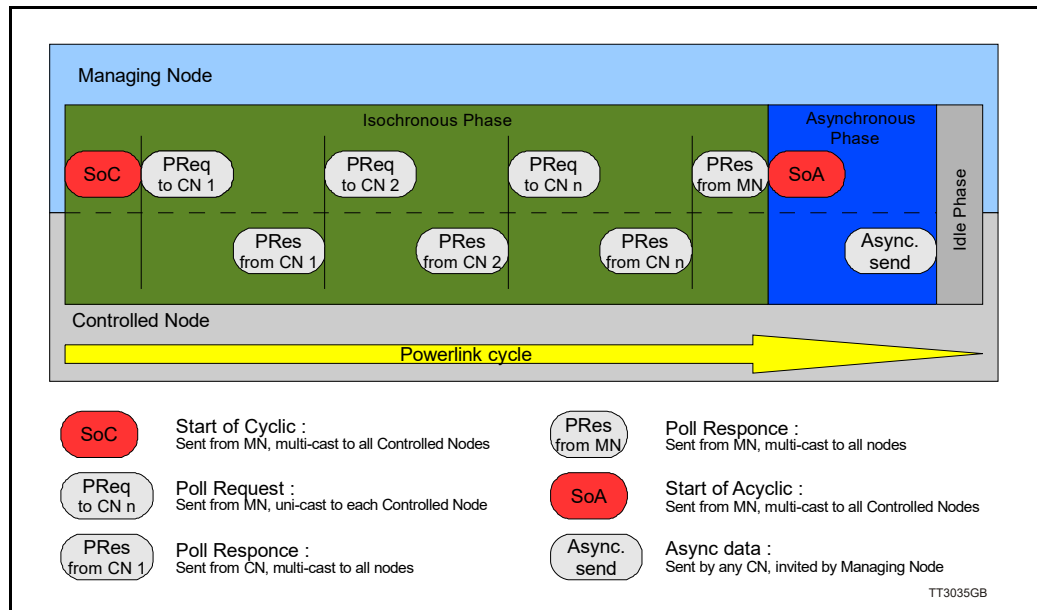 Managing Node
Isochronous Phase
Asynchronous
Phase
SoC
PReq
to CN 1
PReq
to CN 2
PReq
to CN n
PRes
from MN
SoA
PRes
from CN 1
PRes
from CN 2
PRes
from CN n
Async.
send
Idle Phase
Controlled Node
Powerlink cycle
SoC
Start of Cyclic :
Sent from MN, multi-cast to all Controlled Nodes
PReq
to CN n
Poll Request :
Sent from MN, uni-cast to each Controlled Node
PRes
from CN 1
Poll Responce :
Sent from CN, multi-cast to all nodes
PRes
from MN
Poll Responce :
Sent from MN, multi-cast to all nodes
SoA
Start of Acyclic :
Sent from MN, multi-cast to all Controlled Nodes
Async.
send
Async data :
Sent by any CN, invited by Managing Node
TT3035GB